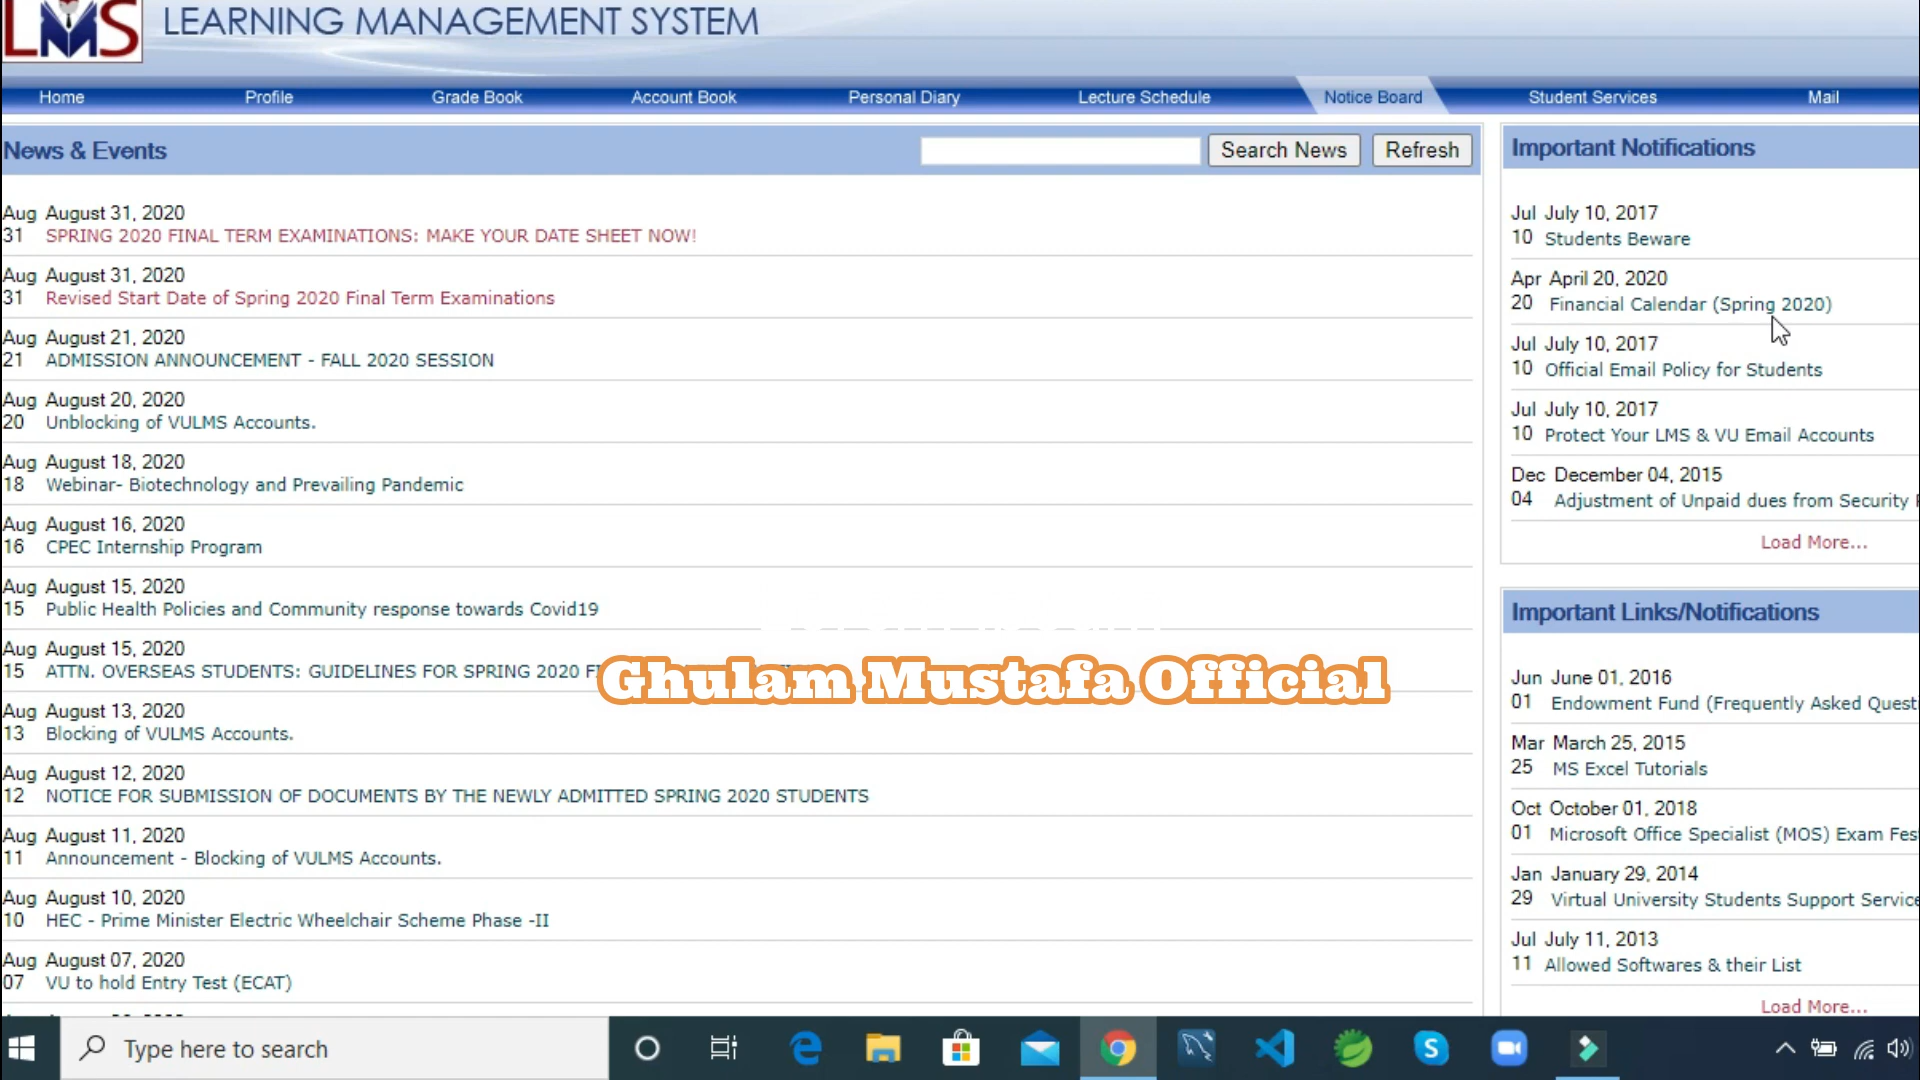 LMS LEARNING MANAGEMENT SYSTEM
Home Profile Grade Book Account Book Personal Diary Lecture Schedule Notice Board Student Services Mail
News & Events
Search News Refresh
Aug August 31, 2020
31 SPRING 2020 FINAL TERM EXAMINATIONS: MAKE YOUR DATE SHEET NOW!
Aug August 31, 2020
31 Revised Start Date of Spring 2020 Final Term Examinations
Aug August 21, 2020
21 ADMISSION ANNOUNCEMENT - FALL 2020 SESSION
Aug August 20, 2020
20 Unblocking of VULMS Accounts.
Aug August 18, 2020
18 Webinar- Biotechnology and Prevailing Pandemic
Aug August 16, 2020
16 CPEC Internship Program
Aug August 15, 2020
15 Public Health Policies and Community response towards Covid19
Aug August 15, 2020
15 ATTN. OVERSEAS STUDENTS: GUIDELINES FOR SPRING 2020
Ghulam Mustafa Official
Aug August 13, 2020
13 Blocking of VULMS Accounts.
Aug August 12, 2020
12 NOTICE FOR SUBMISSION OF DOCUMENTS BY THE NEWLY ADMITTED SPRING 2020 STUDENTS
Aug August 11, 2020
11 Announcement - Blocking of VULMS Accounts.
Aug August 10, 2020
10 HEC - Prime Minister Electric Wheelchair Scheme Phase -II
Aug August 07, 2020
07 VU to hold Entry Test (ECAT)
Important Notifications
Jul July 10, 2017
10 Students Beware
Apr April 20, 2020
20 Financial Calendar (Spring 2020)
Jul July 10, 2017
10 Official Email Policy for Students
Jul July 10, 2017
10 Protect Your LMS & VU Email Accounts
Dec December 04, 2015
04 Adjustment of Unpaid dues from Security
Load More...
Important Links/Notifications
Jun June 01, 2016
01 Endowment Fund (Frequently Asked Questi
Mar March 25, 2015
25 MS Excel Tutorials
Oct October 01, 2018
01 Microsoft Office Specialist (MOS) Exam Fes
Jan January 29, 2014
29 Virtual University Students Support Service
Jul July 11, 2013
11 Allowed Softwares & their List
Load More...
Type here to search